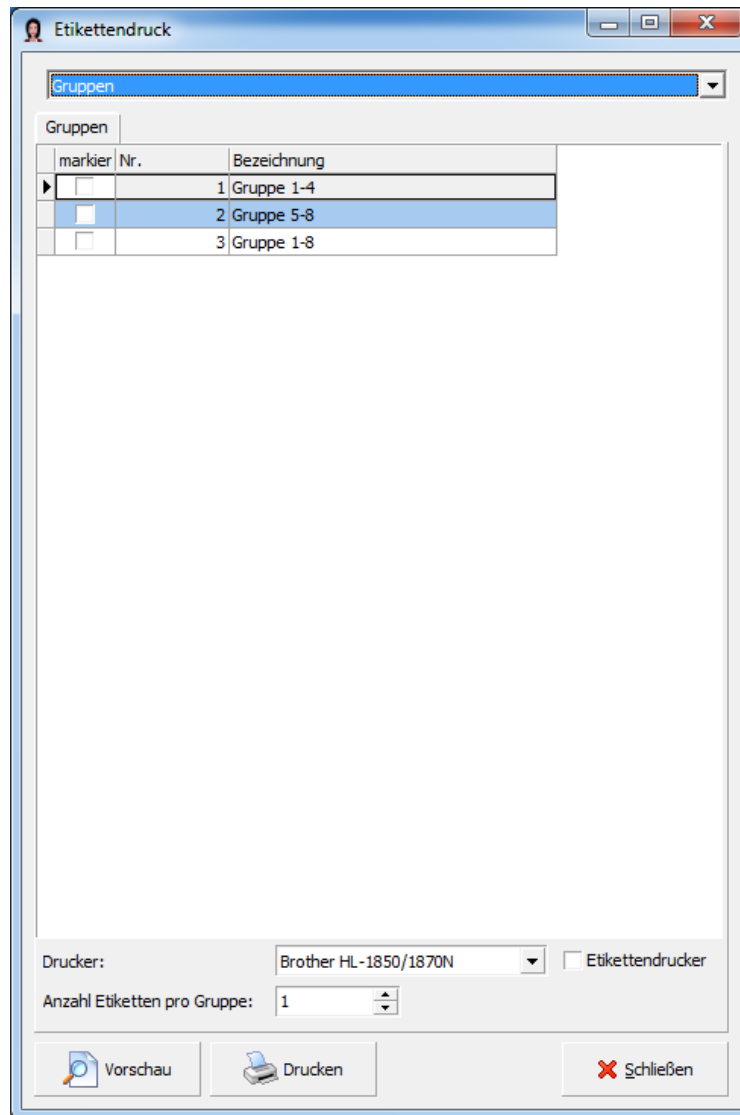 Etikettendruck
Gruppen
Gruppen
markier Nr. Bezeichnung
1 Gruppe 1-4
2 Gruppe 5-8
3 Gruppe 1-8
Drucker: Brother HL-1850/1870N Etikettendrucker
Anzahl Etiketten pro Gruppe: 1
Vorschau Drucken Schließen